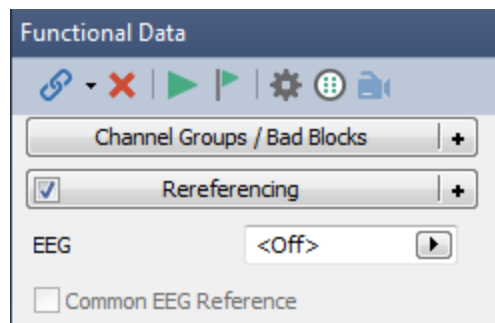 Functional Data
Channel Groups / Bad Blocks +
Rereferencing +
EEG <Off>
Common EEG Reference